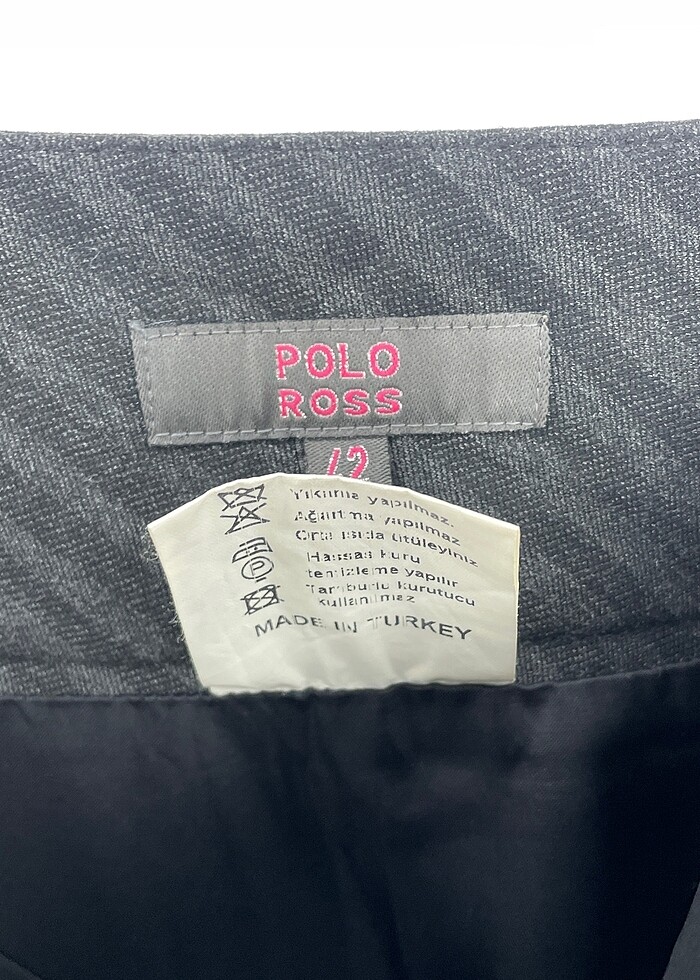 POLO
ROSS
Yıkama yapılmaz.
Ağartma yapılmaz
Orta ısıda ütüleyiniz
Hassas kuru
temizleme yapılır
Tamburlu kurutucu
kullanılmaz
MADE IN TURKEY